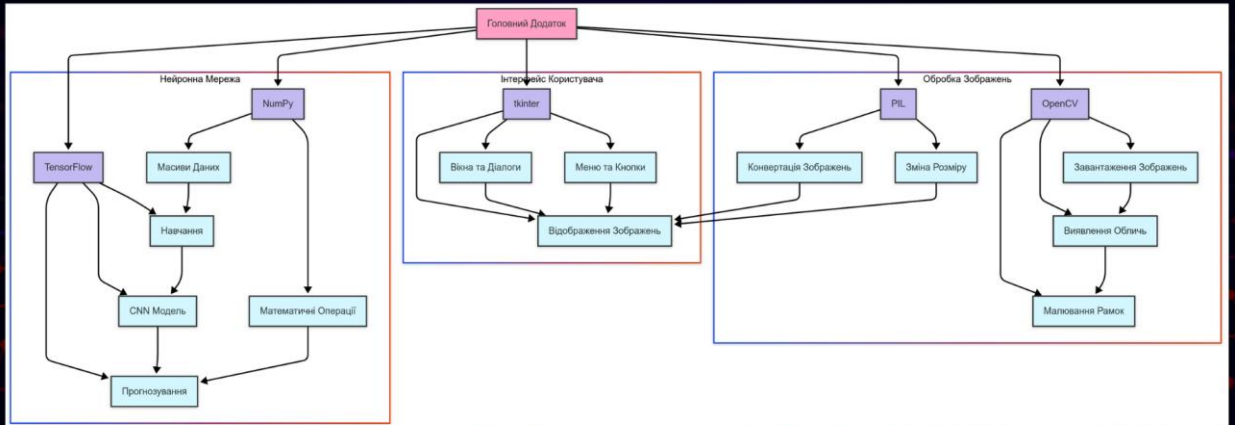 Головний Додаток
Нейронна Мережа
Інтерфейс Користувача
Обробка Зображень
NumPy
tkinter
PIL
OpenCV
TensorFlow
Масиви Даних
Вікна та Діалоги
Меню та Кнопки
Конвертація Зображень
Зміна Розміру
Завантаження Зображень
Навчання
Відображення Зображень
Виявлення Обличь
CNN Модель
Математичні Операції
Малювання Рамок
Прогнозування